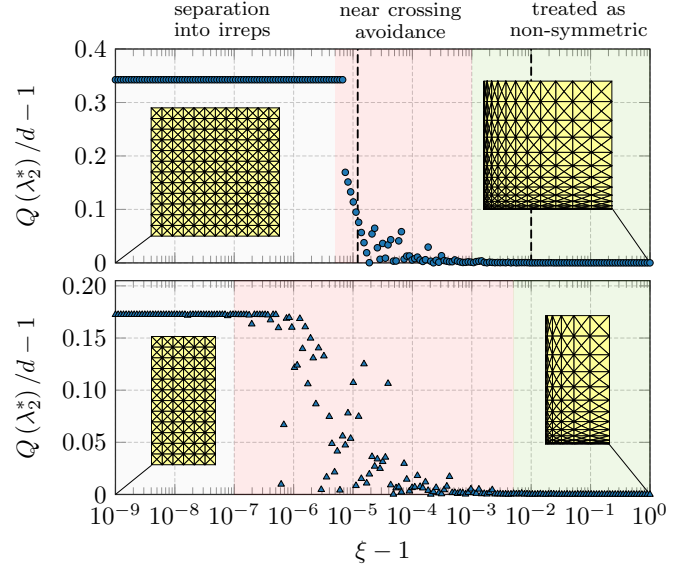 separation into irreps
near crossing avoidance
treated as non-symmetric
Q (λ₂*) /d − 1
0.4
0.3
0.2
0.1
0
Q (λ₂*) /d − 1
0.20
0.15
0.10
0.05
0
10⁻⁹ 10⁻⁸ 10⁻⁷ 10⁻⁶ 10⁻⁵ 10⁻⁴ 10⁻³ 10⁻² 10⁻¹ 10⁰
ξ − 1